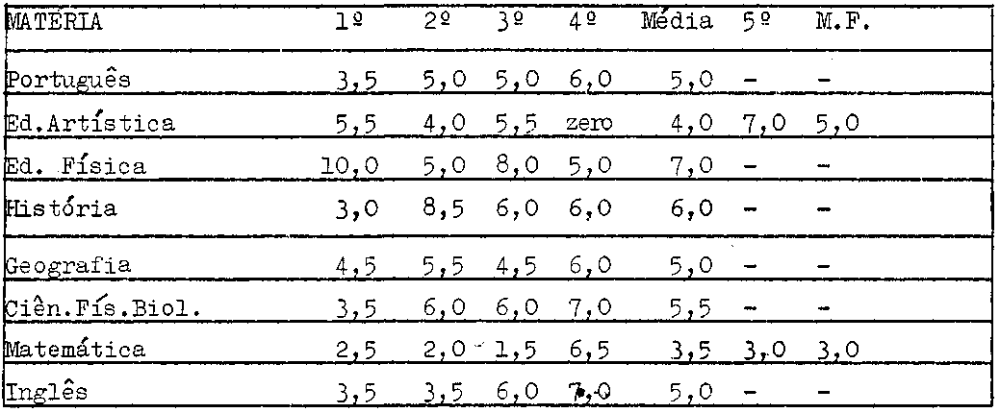 MATÉRIA 1º 2º 3º 4º Média 5º M.F.
Português 3,5 5,0 5,0 6,0 5,0 - -
Ed.Artística 5,5 4,0 5,5 zero 4,0 7,0 5,0
Ed. Física 10,0 5,0 8,0 5,0 7,0 - -
História 3,0 8,5 6,0 6,0 6,0 - -
Geografia 4,5 5,5 4,5 6,0 5,0 - -
Ciên.Fís.Biol. 3,5 6,0 6,0 7,0 5,5 - -
Matemática 2,5 2,0 1,5 6,5 3,5 3,0 3,0
Inglês 3,5 3,5 6,0 7,0 5,0 - -